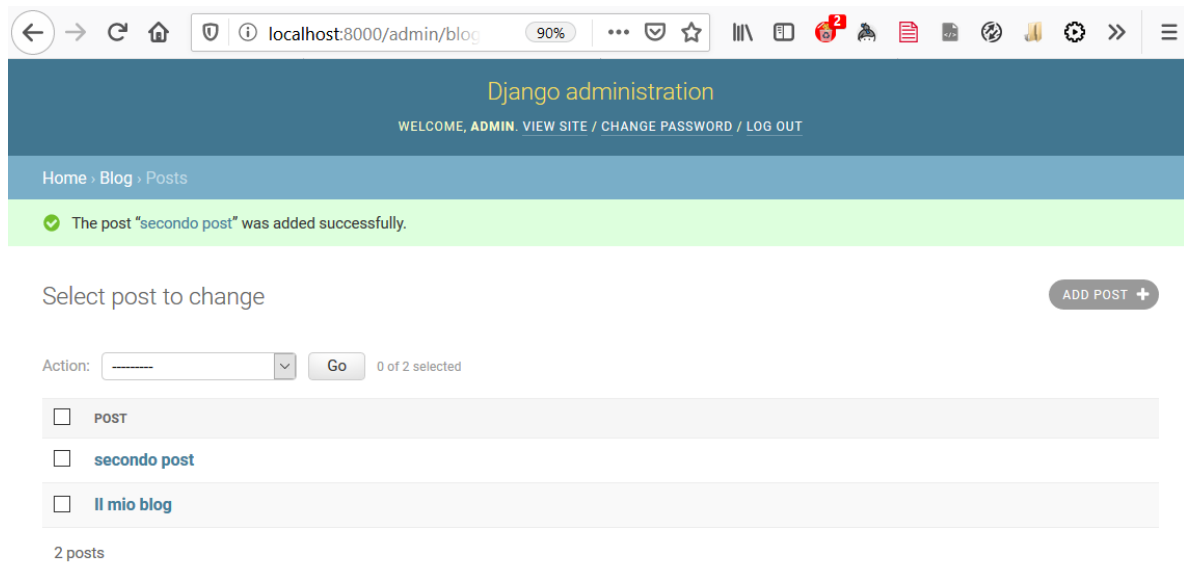 localhost:8000/admin/blog 90% 2
Django administration
WELCOME, ADMIN. VIEW SITE / CHANGE PASSWORD / LOG OUT
Home › Blog › Posts
The post “secondo post” was added successfully.
Select post to change
ADD POST +
Action: --------- Go 0 of 2 selected
POST
secondo post
Il mio blog
2 posts